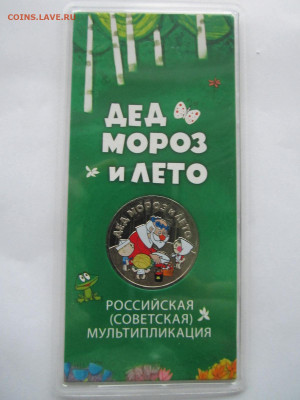 COINS.LAVE.RU
ДЕД
МОРОЗ
и ЛЕТО
ДЕД МОРОЗ и ЛЕТО
РОССИЙСКАЯ
(СОВЕТСКАЯ)
МУЛЬТИПЛИКАЦИЯ